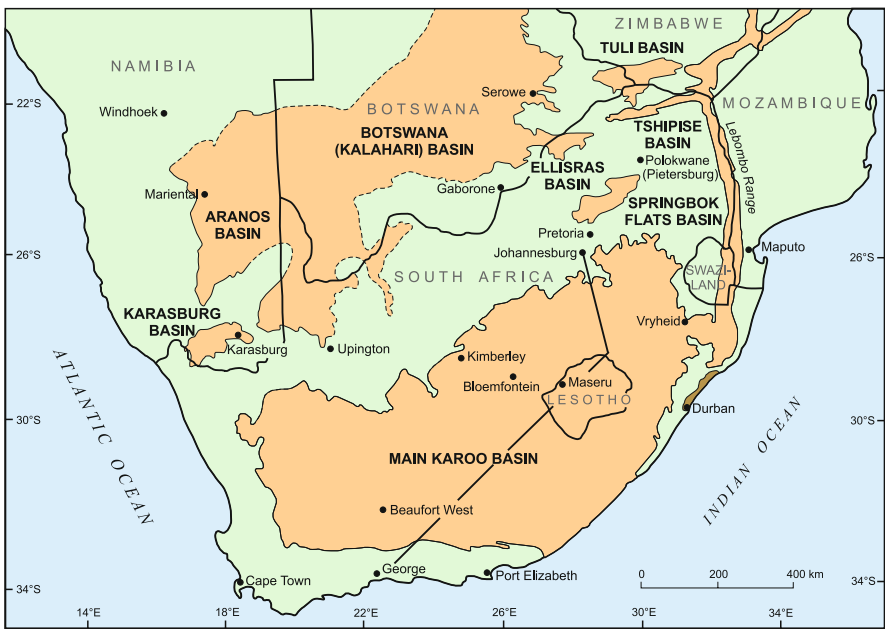 ZIMBABWE
TULI BASIN
NAMIBIA
Serowe
22°S
22°S
Windhoek
BOTSWANA
MOZAMBIQUE
BOTSWANA
(KALAHARI) BASIN
TSHIPISE
BASIN
Lebombo Range
ELLISRAS
BASIN
Polokwane
(Pietersburg)
Mariental
Gaborone
SPRINGBOK
FLATS BASIN
ARANOS
BASIN
Pretoria
Johannesburg
Maputo
26°S
26°S
SOUTH AFRICA
SWAZI-
LAND
KARASBURG
BASIN
Vryheid
Karasburg
Upington
Kimberley
Bloemfontein
Maseru
LESOTHO
Durban
ATLANTIC OCEAN
30°S
30°S
INDIAN OCEAN
MAIN KAROO BASIN
Beaufort West
George
Port Elizabeth
Cape Town
0 200 400 km
34°S
34°S
14°E 18°E 22°E 26°E 30°E 34°E